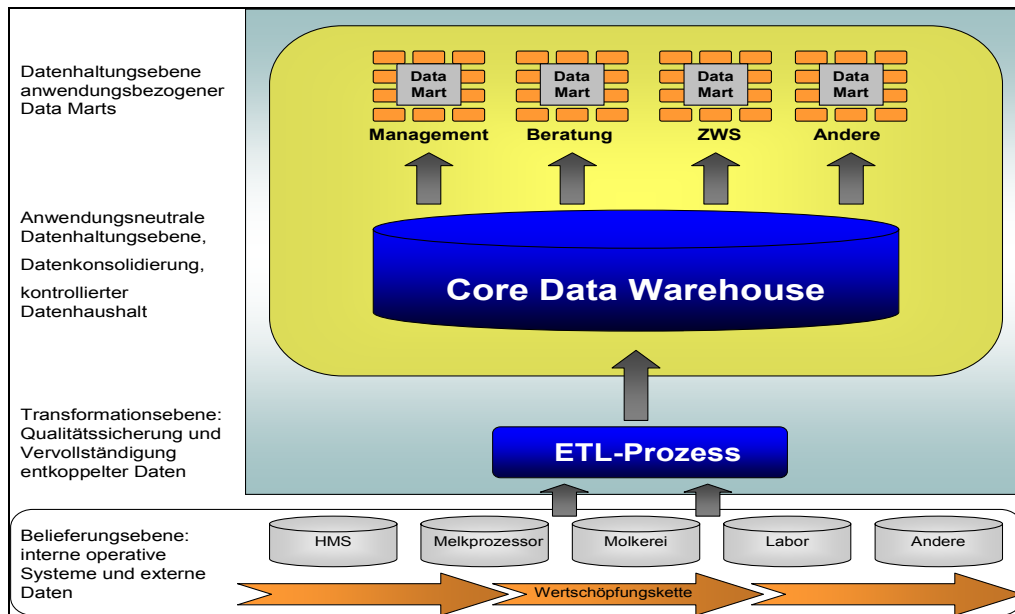 Datenhaltungsebene
anwendungsbezogener
Data Marts
Data
Mart
Management
Data
Mart
Beratung
Data
Mart
ZWS
Data
Mart
Andere
Anwendungsneutrale
Datenhaltungsebene,
Datenkonsolidierung,
kontrollierter
Datenhaushalt
Core Data Warehouse
Transformationsebene:
Qualitätssicherung und
Vervollständigung
entkoppelter Daten
ETL-Prozess
Belieferungsebene:
interne operative
Systeme und externe
Daten
HMS
Melkprozessor
Molkerei
Labor
Andere
Wertschöpfungskette